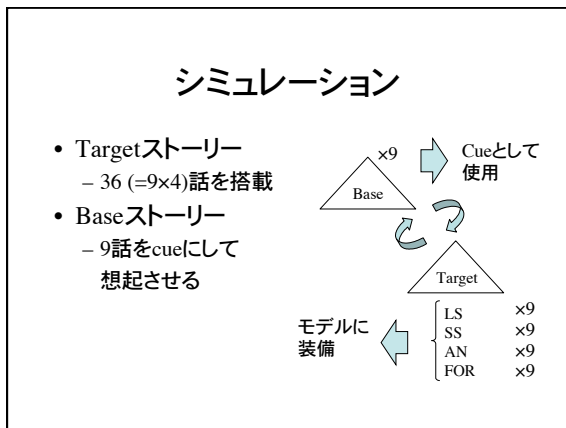 シミュレーション
• Targetストーリー
– 36 (=9×4)話を搭載
• Baseストーリー
– 9話をcueにして
想起させる
×9
Cueとして
使用
Base
Target
モデルに
装備
LS ×9
SS ×9
AN ×9
FOR ×9